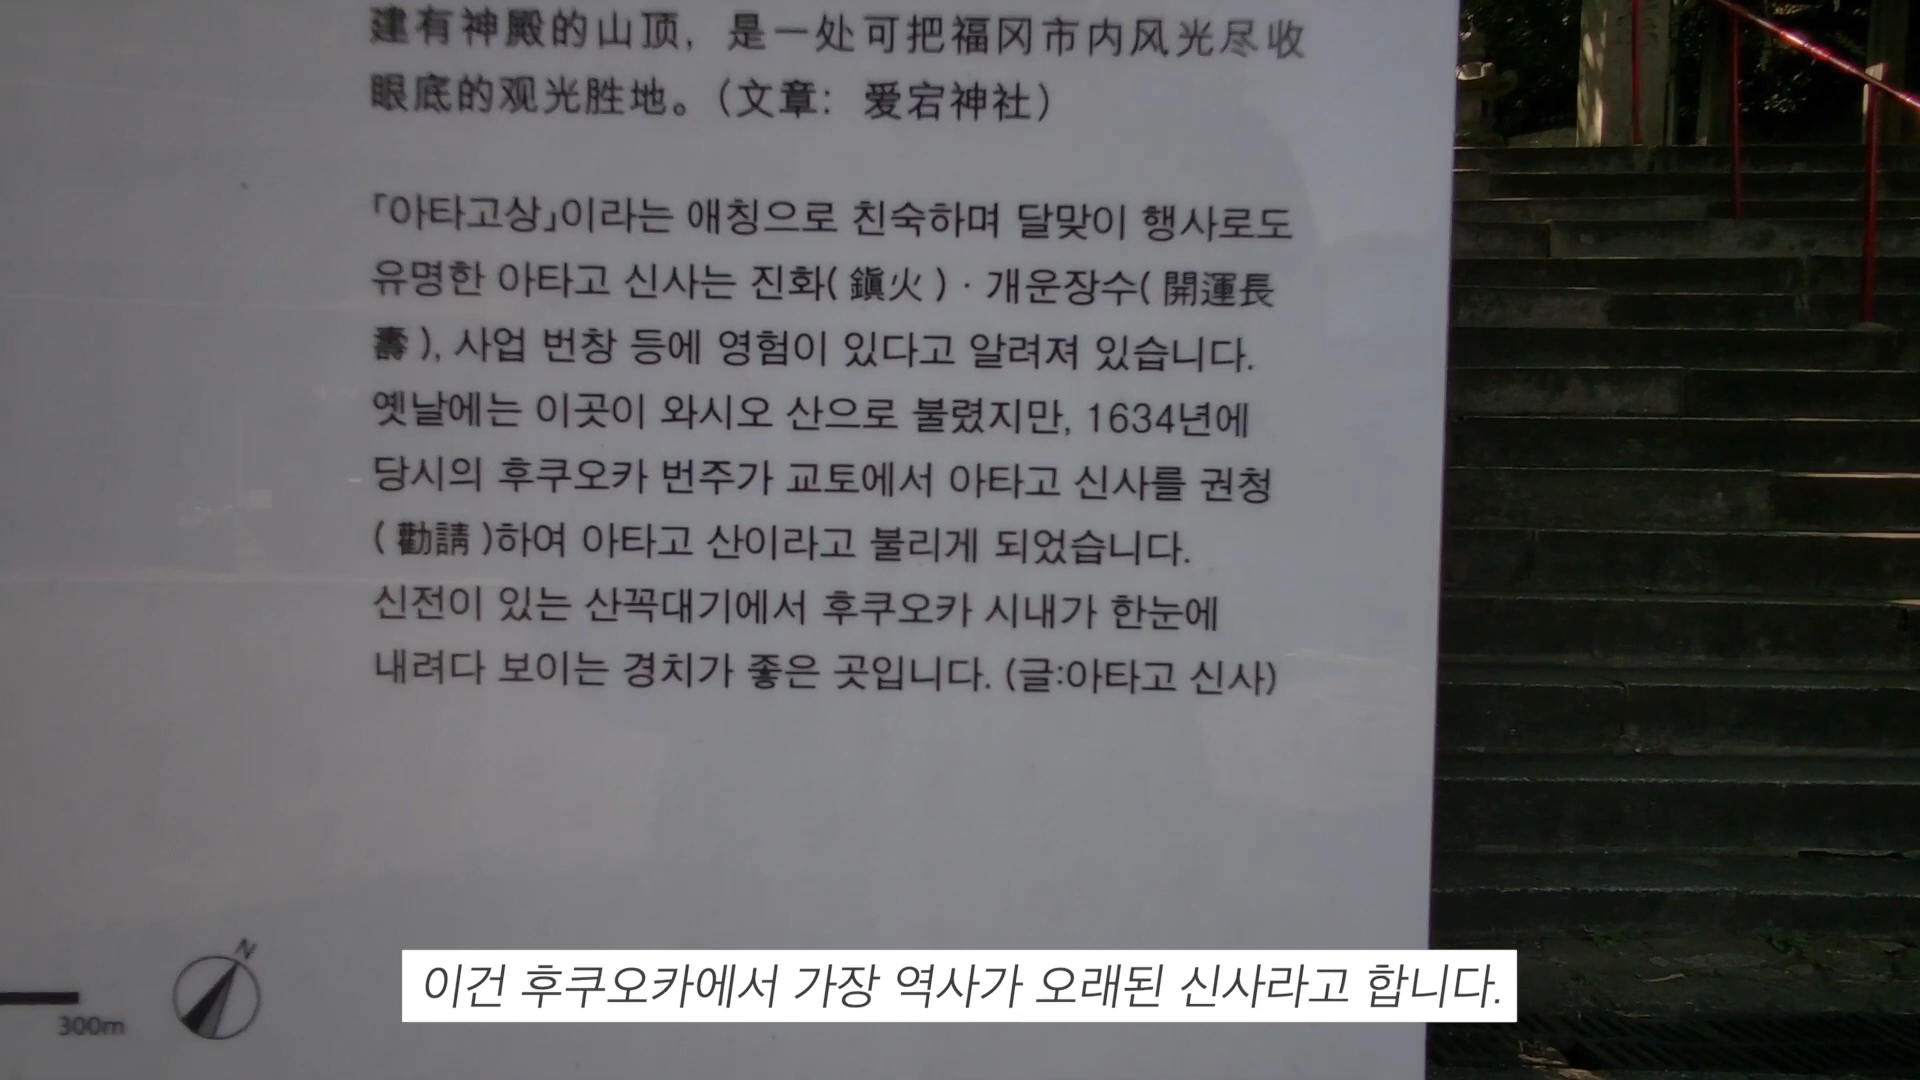 建有神殿的山顶，是一处可把福冈市内风光尽收
眼底的观光胜地。（文章：爱宕神社）
「아타고상」이라는 애칭으로 친숙하며 달맞이 행사로도
유명한 아타고 신사는 진화( 鎭火 )·개운장수( 開運長
壽 ), 사업 번창 등에 영험이 있다고 알려져 있습니다.
옛날에는 이곳이 와시오 산으로 불렸지만, 1634년에
당시의 후쿠오카 번주가 교토에서 아타고 신사를 권청
( 勸請 )하여 아타고 산이라고 불리게 되었습니다.
신전이 있는 산꼭대기에서 후쿠오카 시내가 한눈에
내려다 보이는 경치가 좋은 곳입니다. (글:아타고 신사)
N
300m
이건 후쿠오카에서 가장 역사가 오래된 신사라고 합니다.